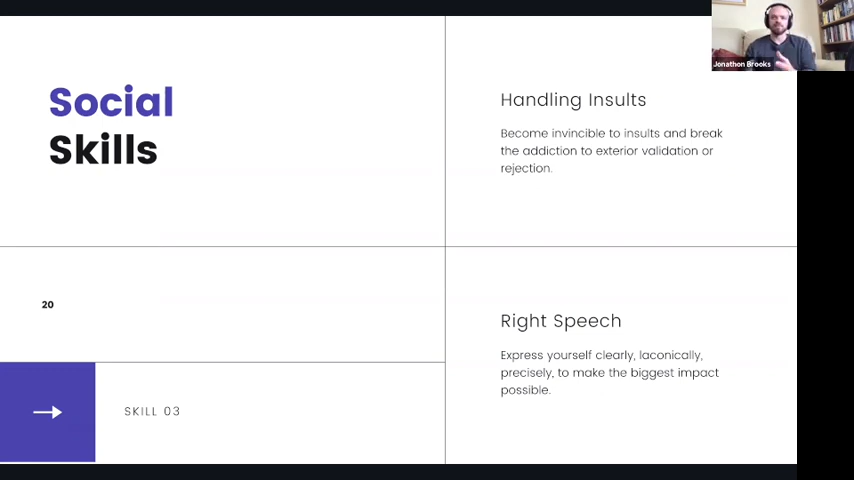 Social
Skills
Handling Insults
Become invincible to insults and break
the addiction to exterior validation or
rejection.
20
SKILL 03
Right Speech
Express yourself clearly, laconically,
precisely, to make the biggest impact
possible.
Jonathon Brooks